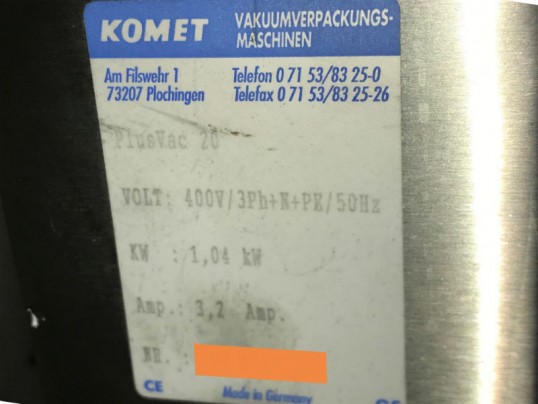 KOMET
VAKUUMVERPACKUNGS-
MASCHINEN
Am Filswehr 1
73207 Plochingen
Telefon 0 71 53/83 25-0
Telefax 0 71 53/83 25-26
PlusVac 20
VOLT: 400V/3Ph+N+PE/50Hz
KW : 1,04 kW
Amp.: 3,2 Amp.
NR. :
CE
Made in Germany